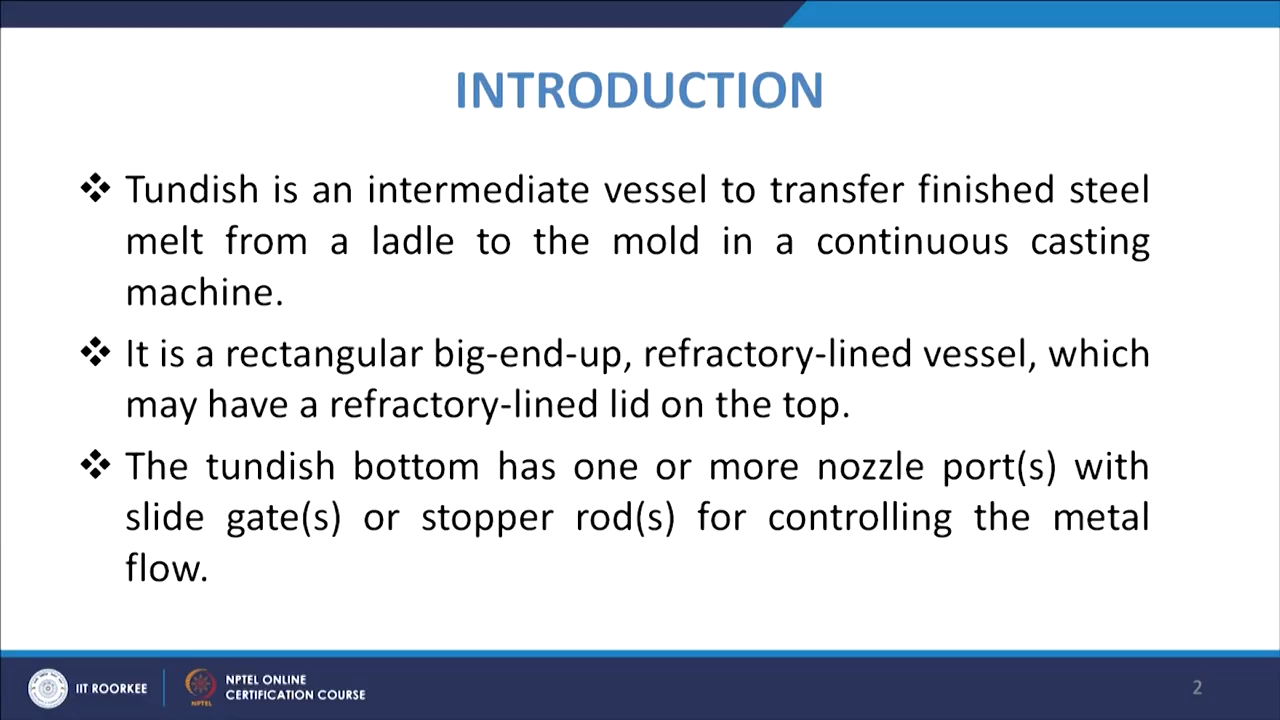 INTRODUCTION
❖ Tundish is an intermediate vessel to transfer finished steel
melt from a ladle to the mold in a continuous casting
machine.
❖ It is a rectangular big-end-up, refractory-lined vessel, which
may have a refractory-lined lid on the top.
❖ The tundish bottom has one or more nozzle port(s) with
slide gate(s) or stopper rod(s) for controlling the metal
flow.
IIT ROORKEE
NPTEL
NPTEL ONLINE
CERTIFICATION COURSE
2